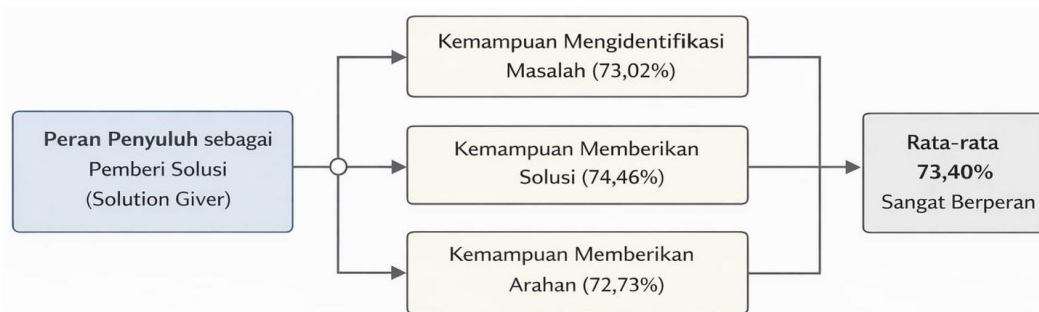 Peran Penyuluh sebagai
Pemberi Solusi
(Solution Giver)
Kemampuan Mengidentifikasi
Masalah (73,02%)
Kemampuan Memberikan
Solusi (74,46%)
Kemampuan Memberikan
Arahan (72,73%)
Rata-rata
73,40%
Sangat Berperan